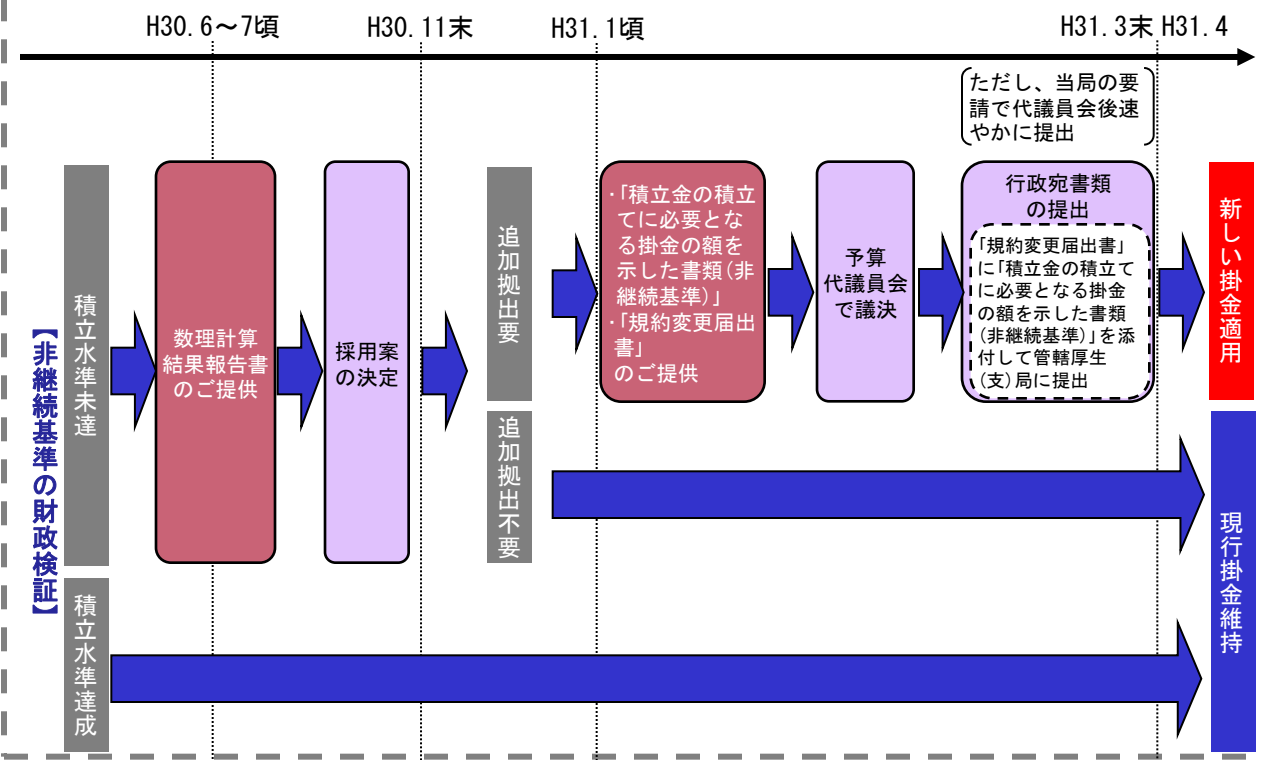 H30.6～7頃
H30.11末
H31.1頃
H31.3末
H31.4
ただし、当局の要
請で代議員会後速
やかに提出
【非継続基準の財政検証】
積立水準未達
数理計算
結果報告書
のご提供
採用案
の決定
追加拠出要
・「積立金の積立
てに必要とな
る掛金の額を
示した書類(非
継続基準)」
・「規約変更届出
書」
のご提供
予算
代議員会
で議決
行政宛書類
の提出
「規約変更届出書」
に「積立金の積立て
に必要となる掛金
の額を示した書類
(非継続基準)」を添
付して管轄厚生
(支)局に提出
新しい掛金適用
追加拠出不要
現行掛金維持
積立水準達成